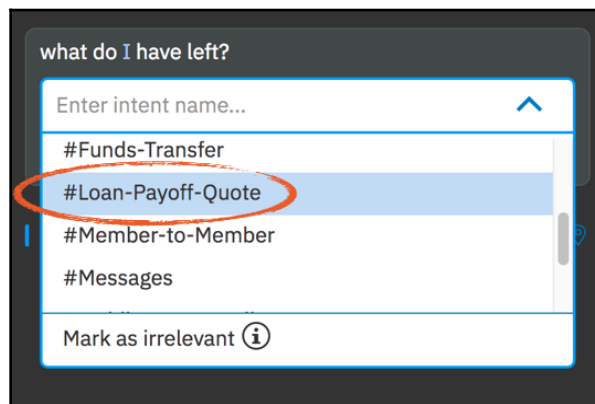 what do I have left?
Enter intent name...
#Funds-Transfer
#Loan-Payoff-Quote
#Member-to-Member
#Messages
Mark as irrelevant